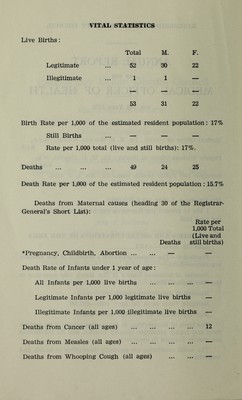 VITAL STATISTICS
Live Births:
Total M. F.
Legitimate ... 52 30 22
Illegitimate ... 1 1 —
— — —
53 31 22
Birth Rate per 1,000 of the estimated resident population: 17%
Still Births — — —
Rate per 1,000 total (live and still births): 17%.
Deaths ... ... ... 49 24 25
Death Rate per 1,000 of the estimated resident population: 15.7%
Deaths from Maternal causes (heading 30 of the Registrar-
General's Short List):
Rate per
1,000 Total
(Live and
Deaths still births)
*Pregnancy, Childbirth, Abortion ... ... — —
Death Rate of Infants under 1 year of age:
All Infants per 1,000 live births ... ... ... ... —
Legitimate Infants per 1,000 legitimate live births —
Illegitimate Infants per 1,000 illegitimate live births —
Deaths from Cancer (all ages) ... ... ... ... 12
Deaths from Measles (all ages) ... ... ... ... —
Deaths from Whooping Cough (all ages) ... ... —